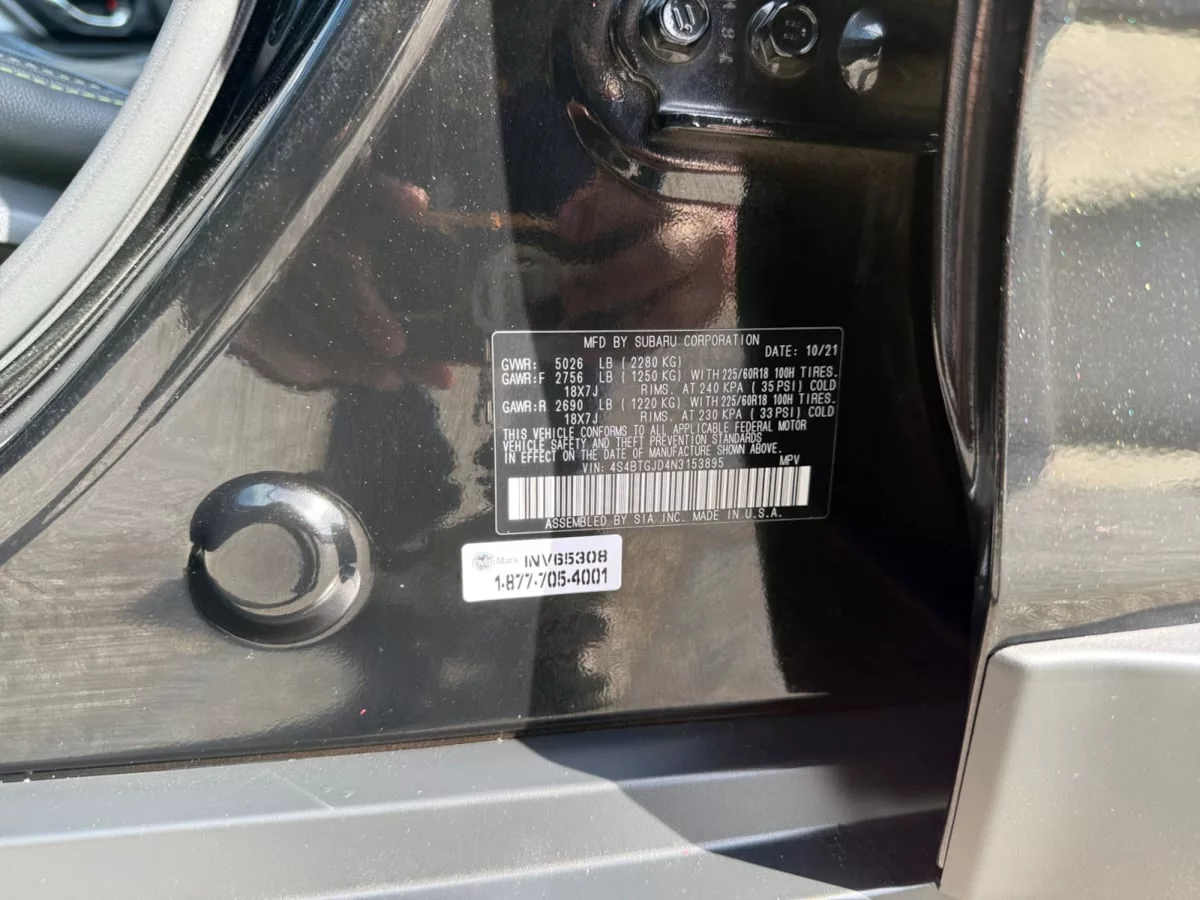 MFD BY SUBARU CORPORATION
DATE: 10/21
GVWR: 5026 LB ( 2280 KG)
GAWR:F 2756 LB ( 1250 KG) WITH 225/60R18 100H TIRES.
18X7J RIMS. AT 240 KPA ( 35 PSI) COLD
GAWR:R 2690 LB ( 1220 KG) WITH 225/60R18 100H TIRES.
18X7J RIMS. AT 230 KPA ( 33 PSI) COLD
THIS VEHICLE CONFORMS TO ALL APPLICABLE FEDERAL MOTOR
VEHICLE SAFETY AND THEFT PREVENTION STANDARDS
IN EFFECT ON THE DATE OF MANUFACTURE SHOWN ABOVE.
VIN: 4S4BTGJD4N3153895 MPV
ASSEMBLED BY SIA INC. MADE IN U.S.A.
Mark INV65308
1-877-705-4001